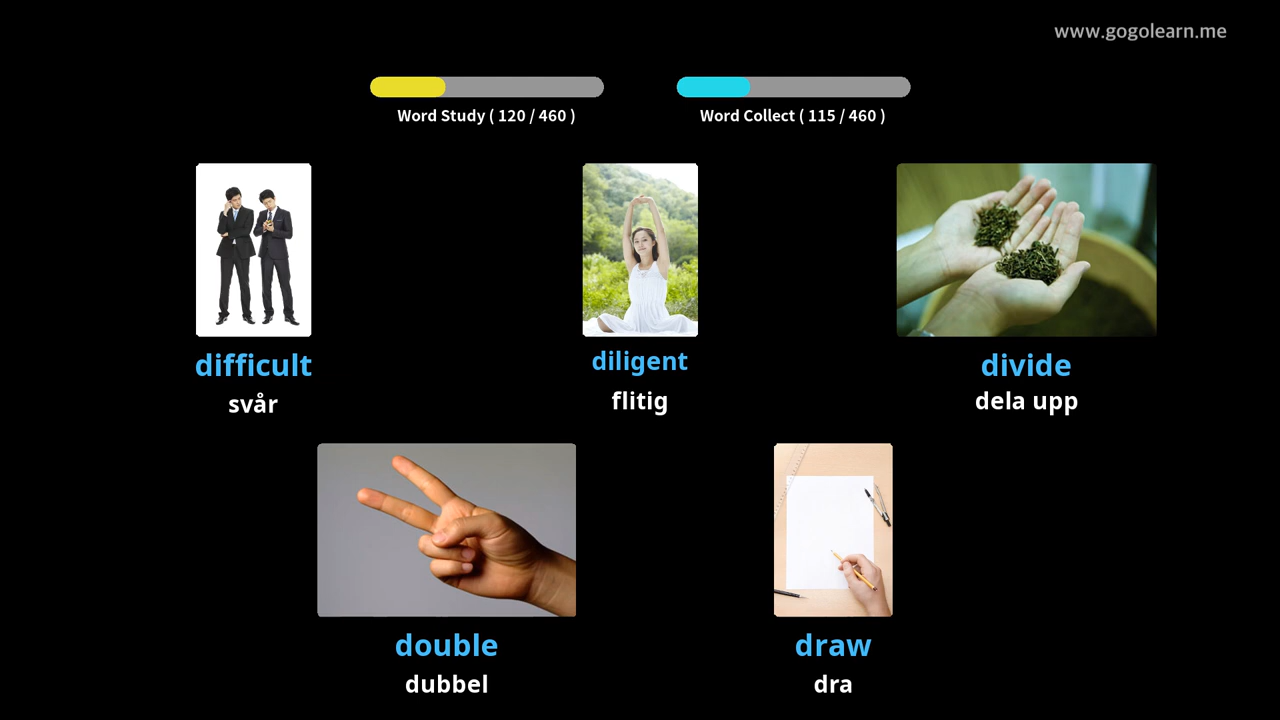 www.gogolearn.me
Word Study ( 120 / 460 )
Word Collect ( 115 / 460 )
difficult
svår
diligent
flitig
divide
dela upp
double
dubbel
draw
dra